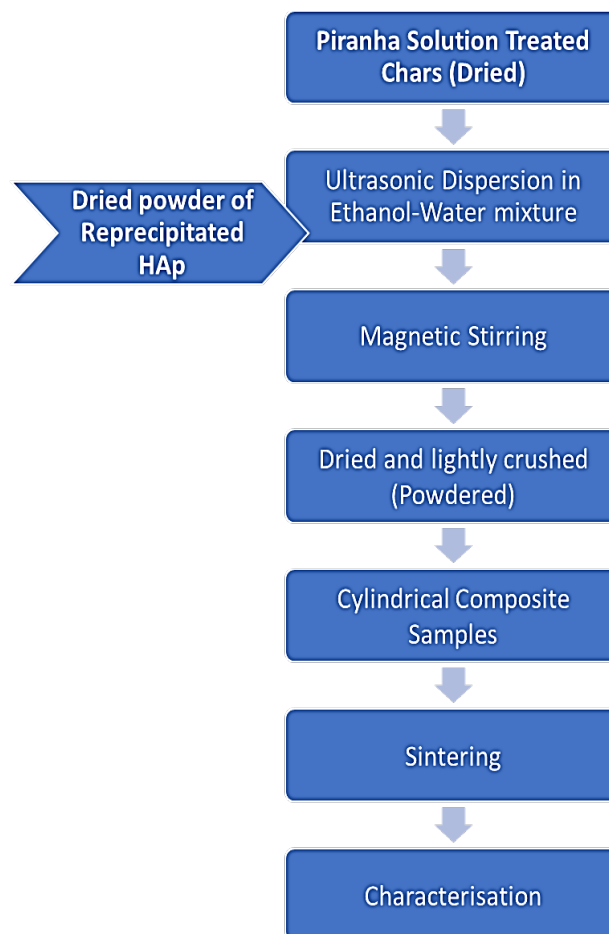 Piranha Solution Treated
Chars (Dried)
Ultrasonic Dispersion in
Ethanol-Water mixture
Dried powder of
Reprecipitated
HAp
Magnetic Stirring
Dried and lightly crushed
(Powdered)
Cylindrical Composite
Samples
Sintering
Characterisation